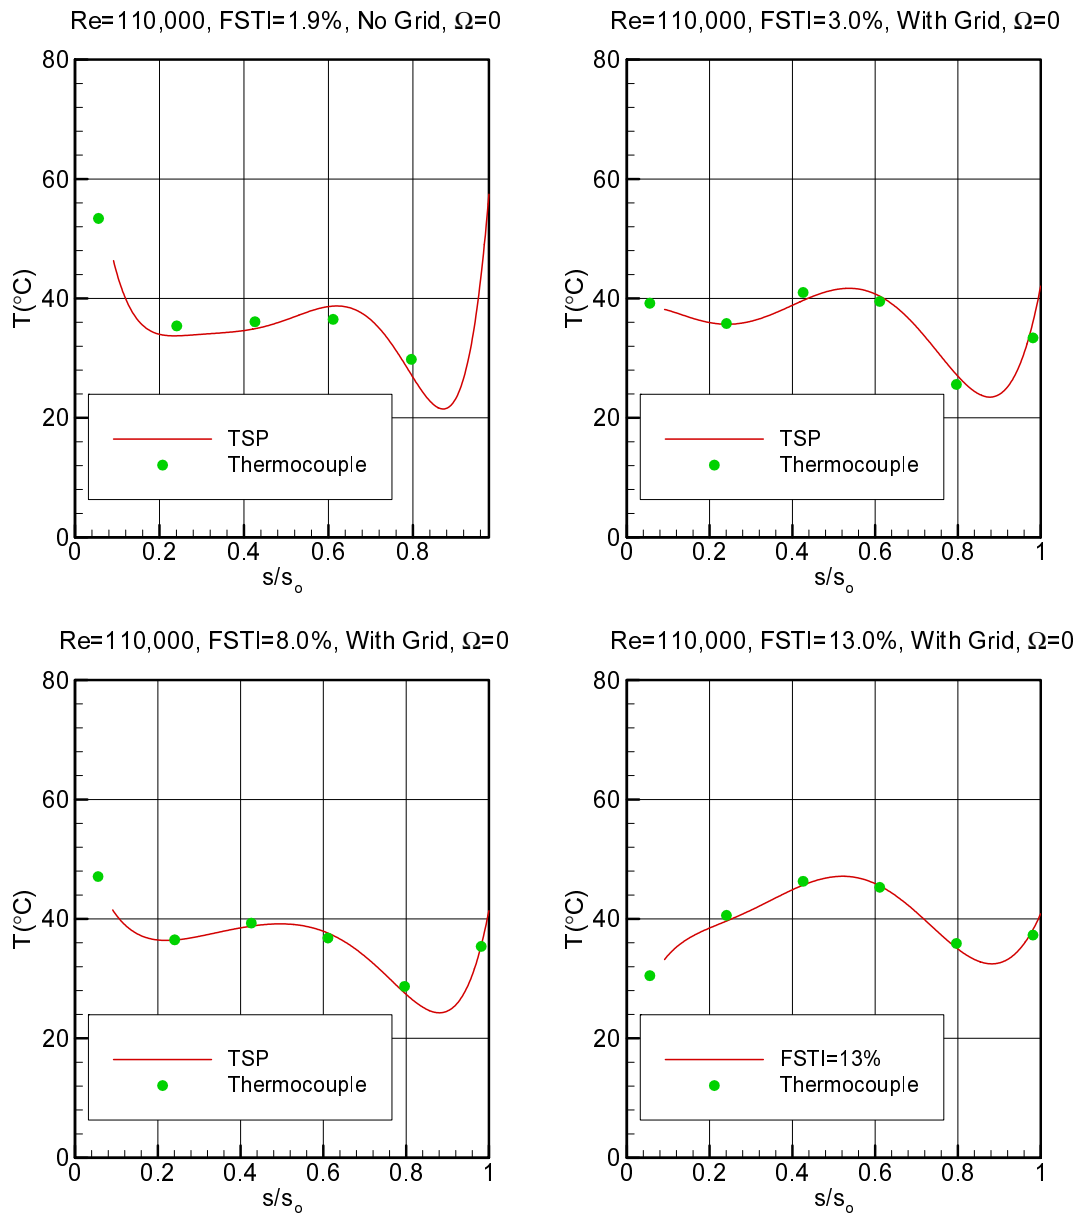 Re=110,000, FSTI=1.9%, No Grid, Ω=0
80
60
40
20
0
T(°C)
TSP
Thermocouple
0 0.2 0.4 0.6 0.8
s/so
Re=110,000, FSTI=3.0%, With Grid, Ω=0
80
60
40
20
0
T(°C)
TSP
Thermocouple
0 0.2 0.4 0.6 0.8 1
s/so
Re=110,000, FSTI=8.0%, With Grid, Ω=0
80
60
40
20
0
T(°C)
TSP
Thermocouple
0 0.2 0.4 0.6 0.8 1
s/so
Re=110,000, FSTI=13.0%, With Grid, Ω=0
80
60
40
20
0
T(°C)
FSTI=13%
Thermocouple
0 0.2 0.4 0.6 0.8 1
s/so